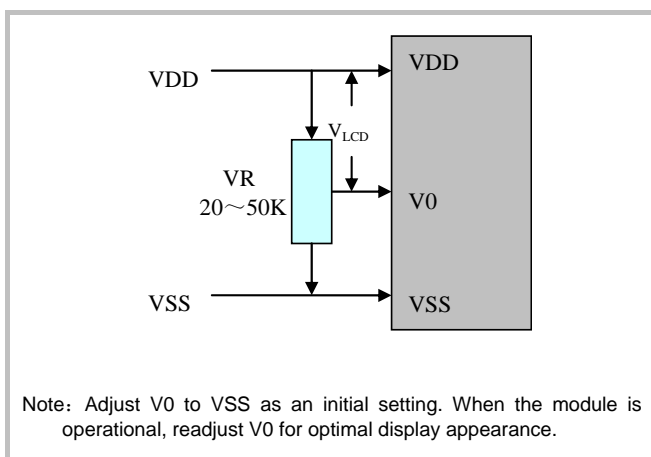 VDD
VDD
V_LCD
VR
20～50K
V0
VSS
VSS
Note：Adjust V0 to VSS as an initial setting. When the module is
operational, readjust V0 for optimal display appearance.